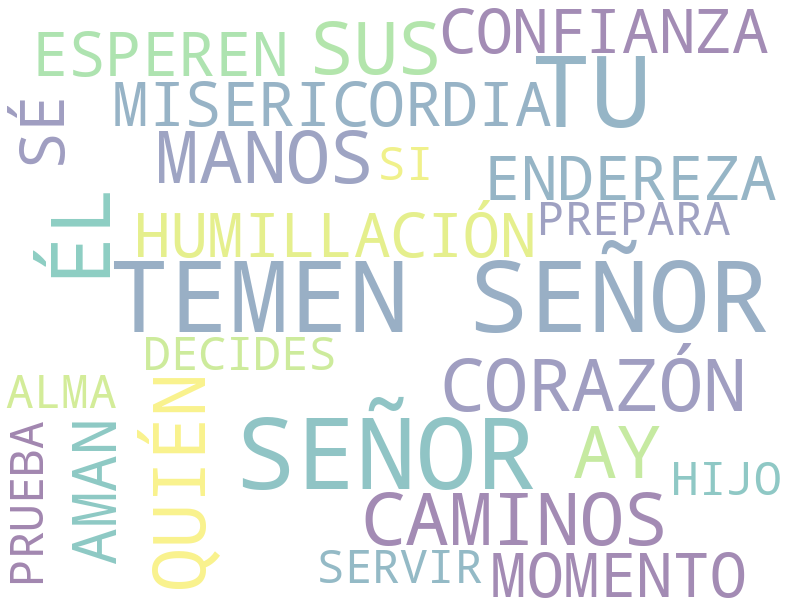 CONFIANZA
ESPEREN
SUS
TU
MISERICORDIA
SÉ
MANOS
SI
ENDEREZA
PREPARA
HUMILLACIÓN
ÉL
TEMEN SEÑOR
DECIDES
CORAZÓN
ALMA
QUIÉN
SEÑOR
AY
PRUEBA
AMAN
HIJO
CAMINOS
SERVIR
MOMENTO